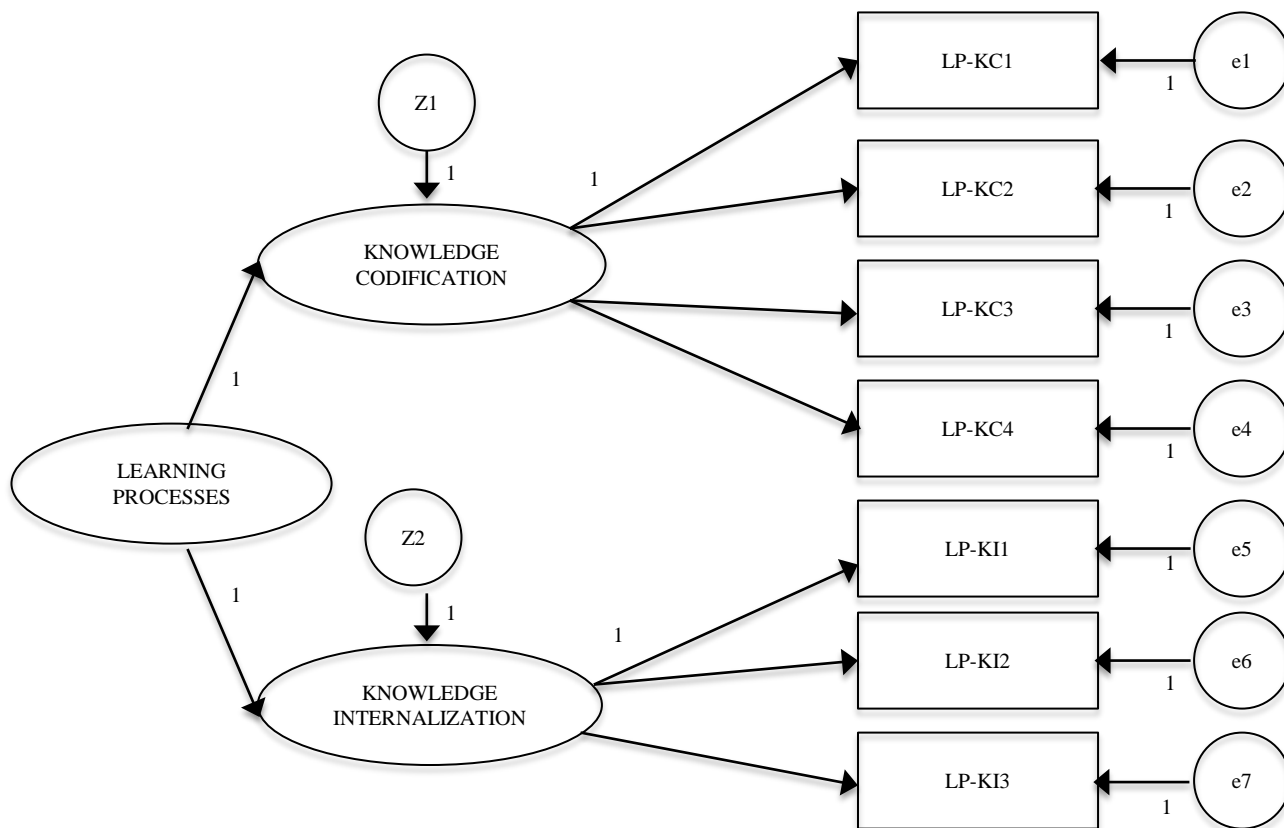 LP-KC1
e1
1
Z1
1
1
LP-KC2
e2
1
KNOWLEDGE
CODIFICATION
LP-KC3
e3
1
1
LP-KC4
e4
1
LEARNING
PROCESSES
Z2
LP-KI1
e5
1
1
1
1
LP-KI2
e6
1
KNOWLEDGE
INTERNALIZATION
LP-KI3
e7
1